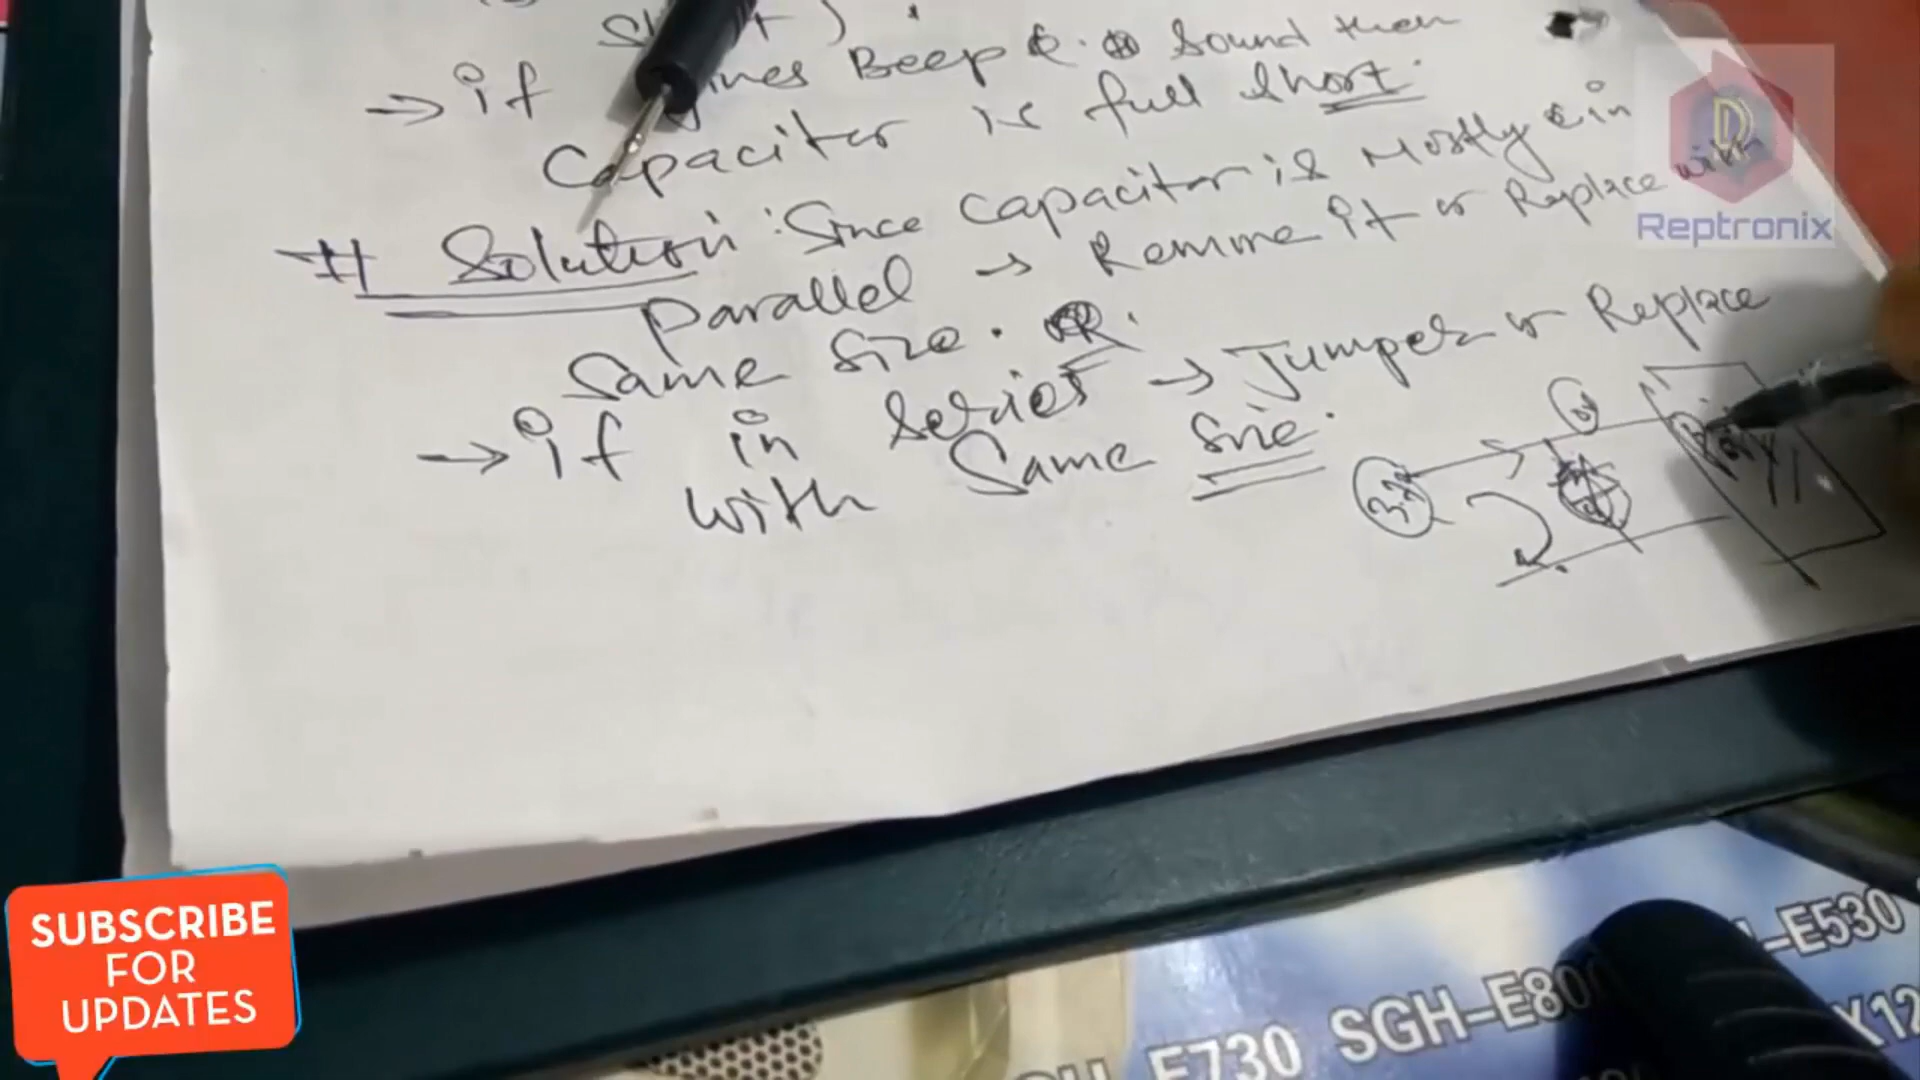 → if Beep Sound then
Capacitor is full short.
# Solution : Since Capacitor is Mostly in
Parallel → Remove it or Replace with
Same Size. OR.
→ if in Series → Jumper or Replace
with Same Size.
Reptronix
SUBSCRIBE
FOR
UPDATES
E530
E730 SGH-E800
X12